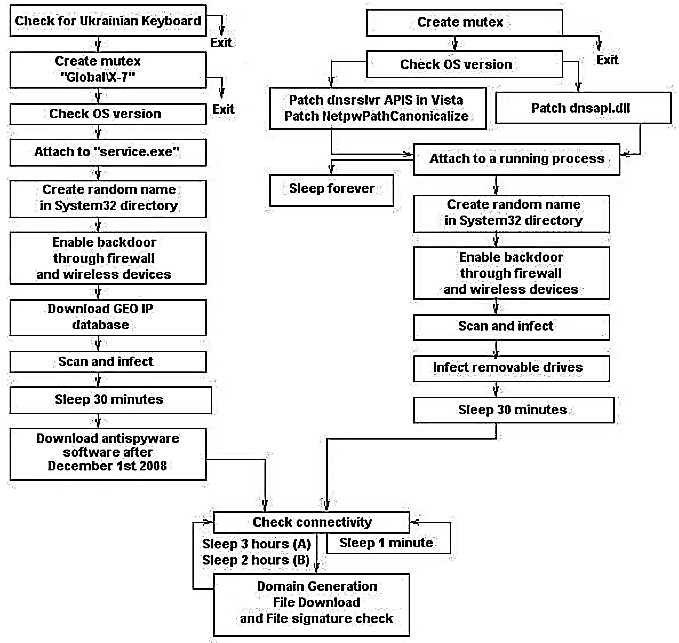 Check for Ukrainian Keyboard
Exit
Create mutex
"Global\X-7"
Exit
Check OS version
Attach to "service.exe"
Create random name
in System32 directory
Enable backdoor
through firewall
and wireless devices
Download GEO IP
database
Scan and infect
Sleep 30 minutes
Download antispyware
software after
December 1st 2008
Create mutex
Exit
Check OS version
Patch dnsrslvr APIS in Vista
Patch NetpwPathCanonicalize
Patch dnsapi.dll
Attach to a running process
Sleep forever
Create random name
in System32 directory
Enable backdoor
through firewall
and wireless devices
Scan and infect
Infect removable drives
Sleep 30 minutes
Check connectivity
Sleep 3 hours (A)
Sleep 2 hours (B)
Sleep 1 minute
Domain Generation
File Download
and File signature check